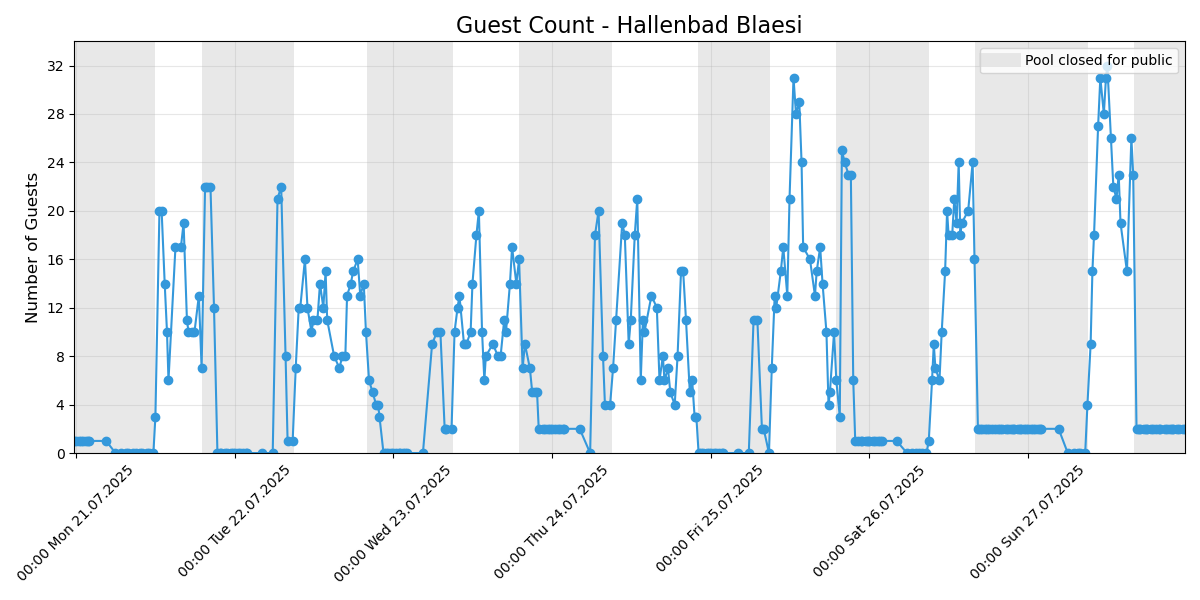 Guest Count - Hallenbad Blaesi
Pool closed for public
Number of Guests
32
28
24
20
16
12
8
4
0
00:00 Mon 21.07.2025
00:00 Tue 22.07.2025
00:00 Wed 23.07.2025
00:00 Thu 24.07.2025
00:00 Fri 25.07.2025
00:00 Sat 26.07.2025
00:00 Sun 27.07.2025